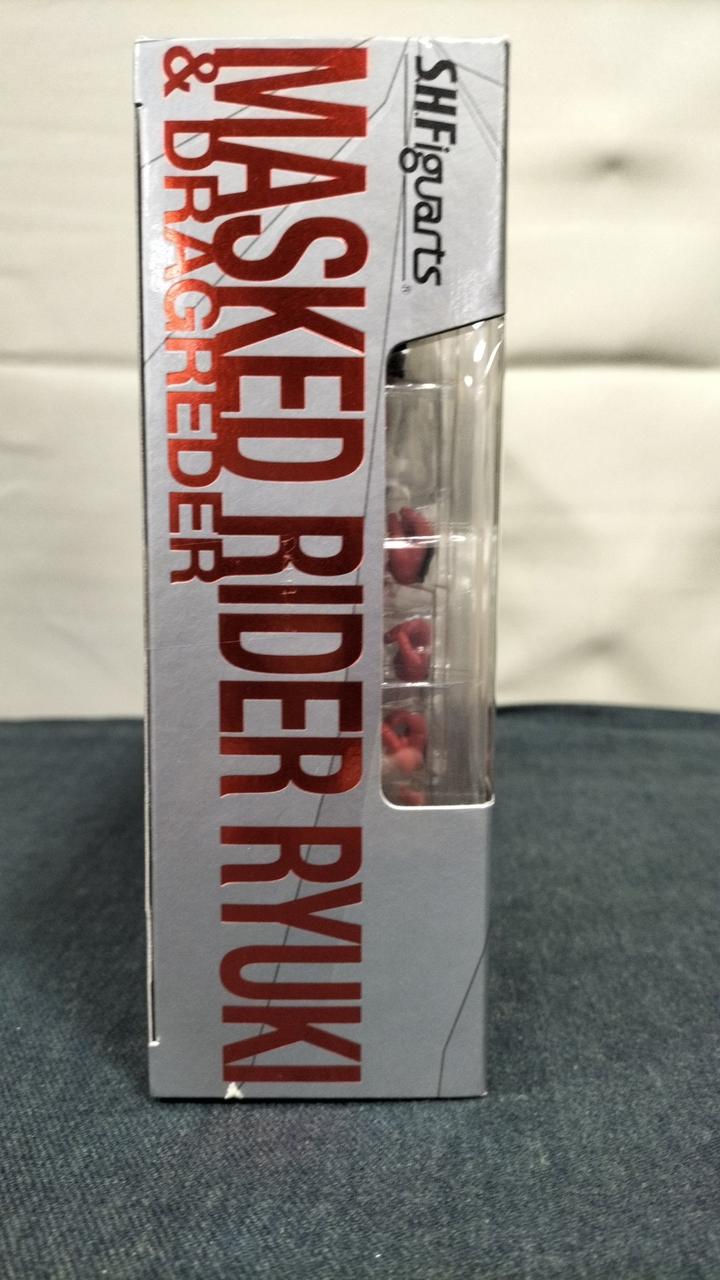 S.H.Figuarts®
MASKED RIDER RYUKI
& DRAGREDER